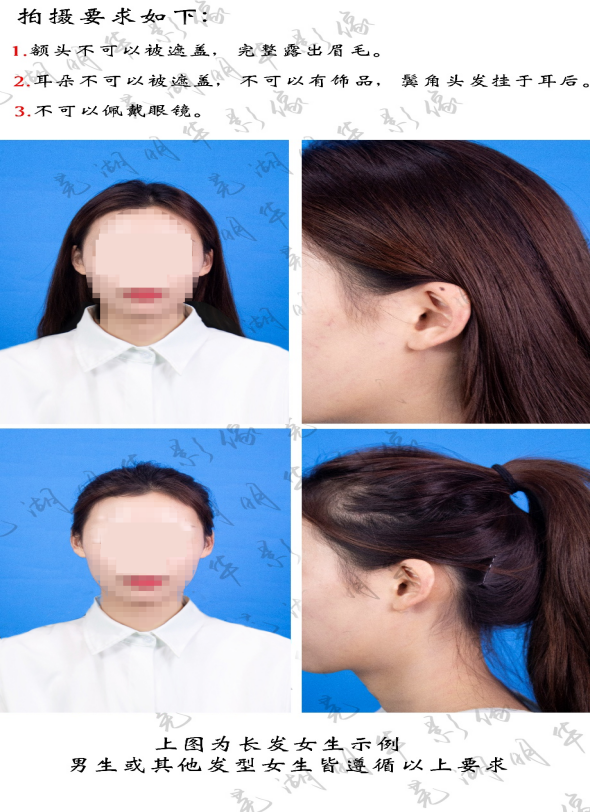 拍摄要求如下:
1.额头不可以被遮盖，完整露出眉毛。
2.耳朵不可以被遮盖，不可以有饰品，鬓角头发挂于耳后。
3.不可以佩戴眼镜。
上图为长发女生示例
男生或其他发型女生皆遵循以上要求